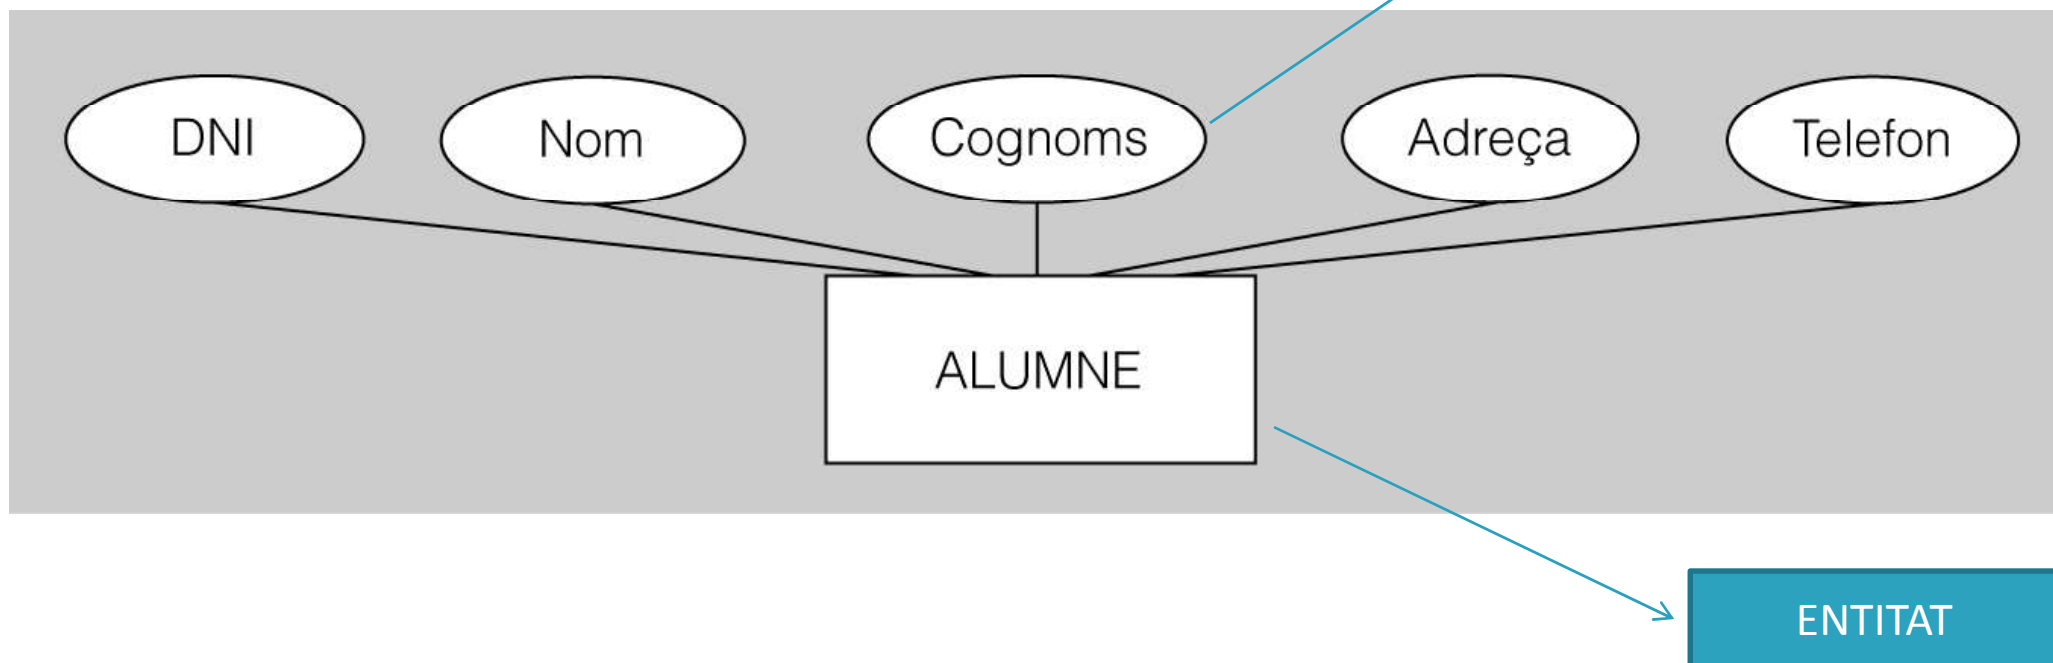 DNI
Nom
Cognoms
Adreça
Telefon
ALUMNE
ENTITAT